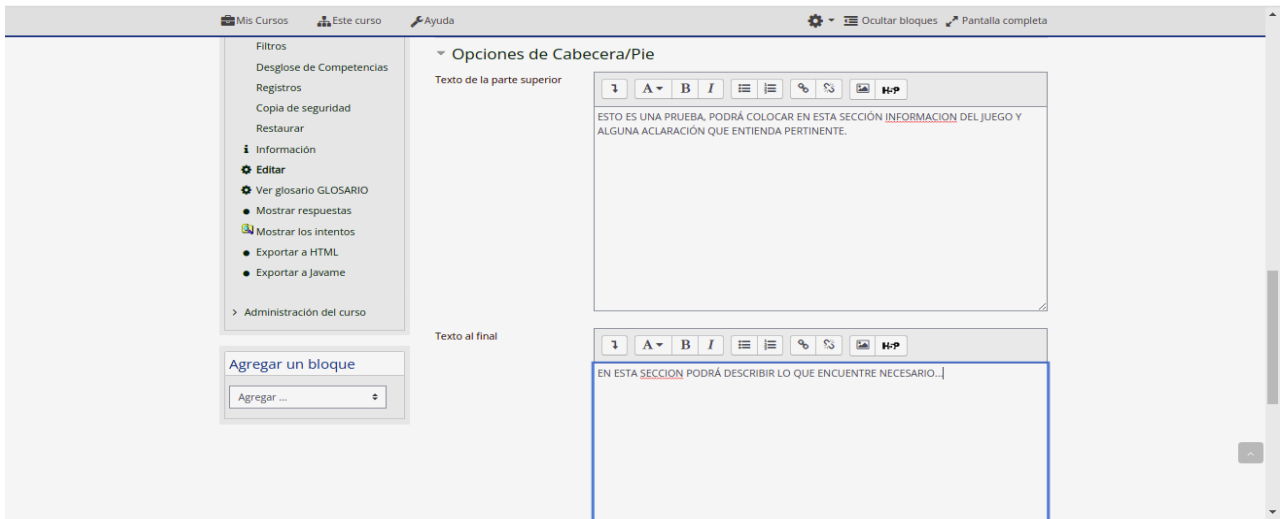 Mis Cursos Este curso Ayuda Ocultar bloques Pantalla completa
Filtros
Desglose de Competencias
Registros
Copia de seguridad
Restaurar
Información
Editar
Ver glosario GLOSARIO
Mostrar respuestas
Mostrar los intentos
Exportar a HTML
Exportar a Javame
Administración del curso
Agregar un bloque
Agregar ...
Opciones de Cabecera/Pie
Texto de la parte superior
A B I H-P
ESTO ES UNA PRUEBA, PODRÁ COLOCAR EN ESTA SECCIÓN INFORMACION DEL JUEGO Y
ALGUNA ACLARACIÓN QUE ENTIENDA PERTINENTE.
Texto al final
A B I H-P
EN ESTA SECCION PODRÁ DESCRIBIR LO QUE ENCUENTRE NECESARIO...